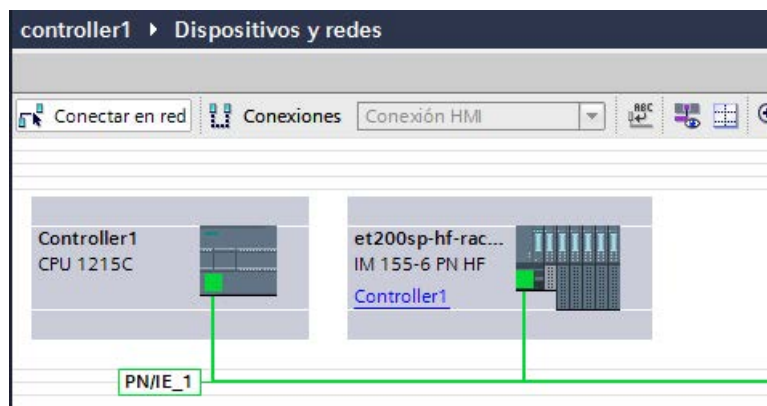 controller1 ▸ Dispositivos y redes
Conectar en red Conexiones Conexión HMI ABC
Controller1
CPU 1215C
et200sp-hf-rac...
IM 155-6 PN HF
Controller1
PN/IE_1